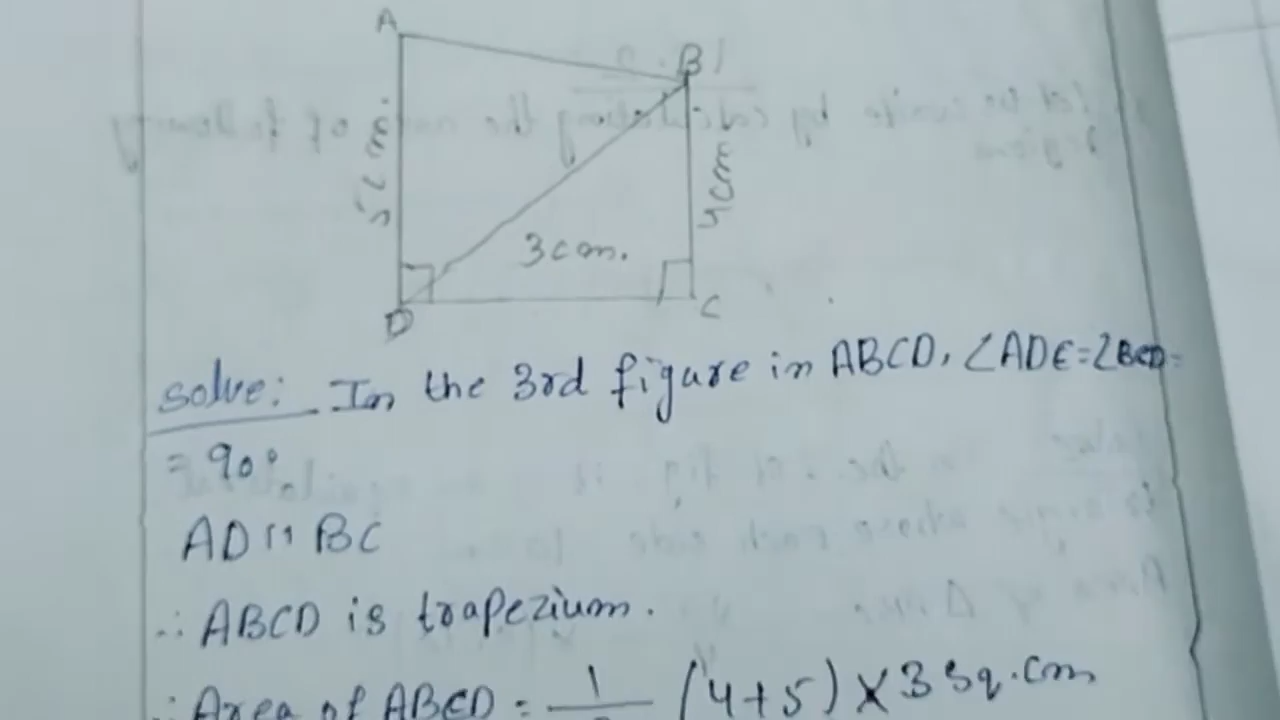 A
B
5 cm.
4cm
3cm.
D
C
Solve: In the 3rd figure in ABCD, ∠ADE=∠BCD=
= 90°
AD || BC
∴ ABCD is trapezium.
∴ Area of ABCD = 1 (4+5) × 3 sq.cm